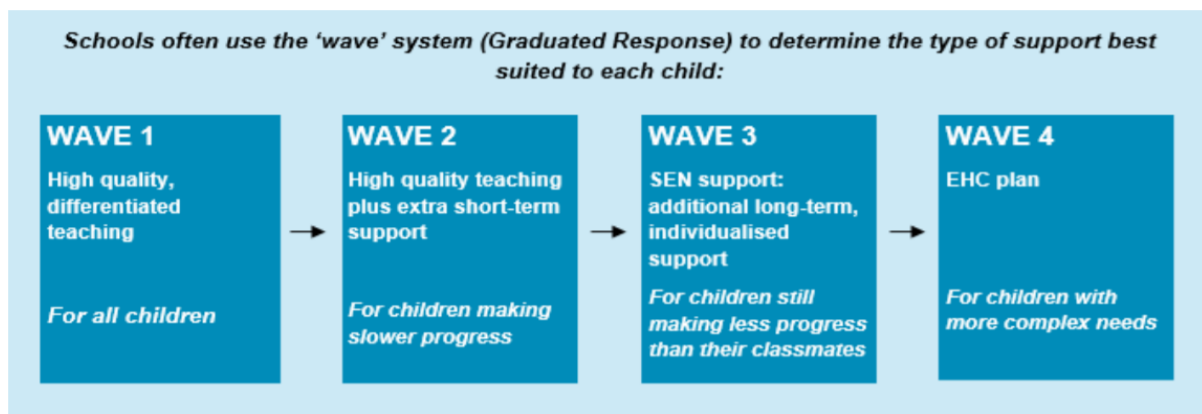 Schools often use the ‘wave’ system (Graduated Response) to determine the type of support best
suited to each child:
WAVE 1
High quality,
differentiated
teaching
For all children
WAVE 2
High quality teaching
plus extra short-term
support
For children making
slower progress
WAVE 3
SEN support:
additional long-term,
individualised
support
For children still
making less progress
than their classmates
WAVE 4
EHC plan
For children with
more complex needs